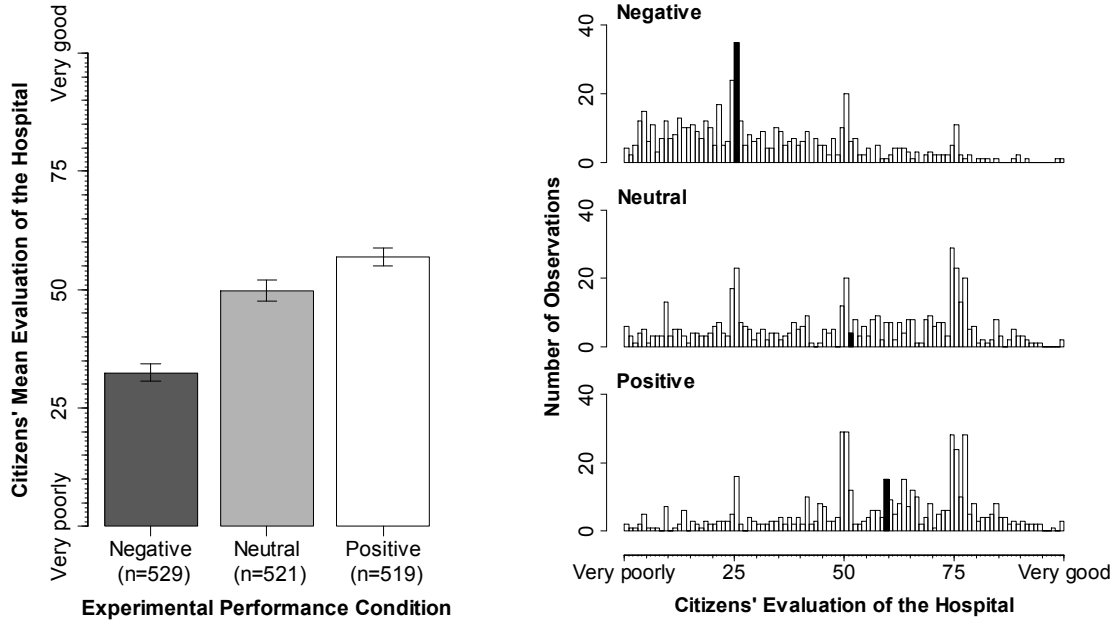 Citizens' Mean Evaluation of the Hospital
Very good
75
50
25
Very poorly
Negative
(n=529)
Neutral
(n=521)
Positive
(n=519)
Experimental Performance Condition
Number of Observations
Negative
40
20
0
Neutral
40
20
0
Positive
40
20
0
Very poorly 25 50 75 Very good
Citizens' Evaluation of the Hospital